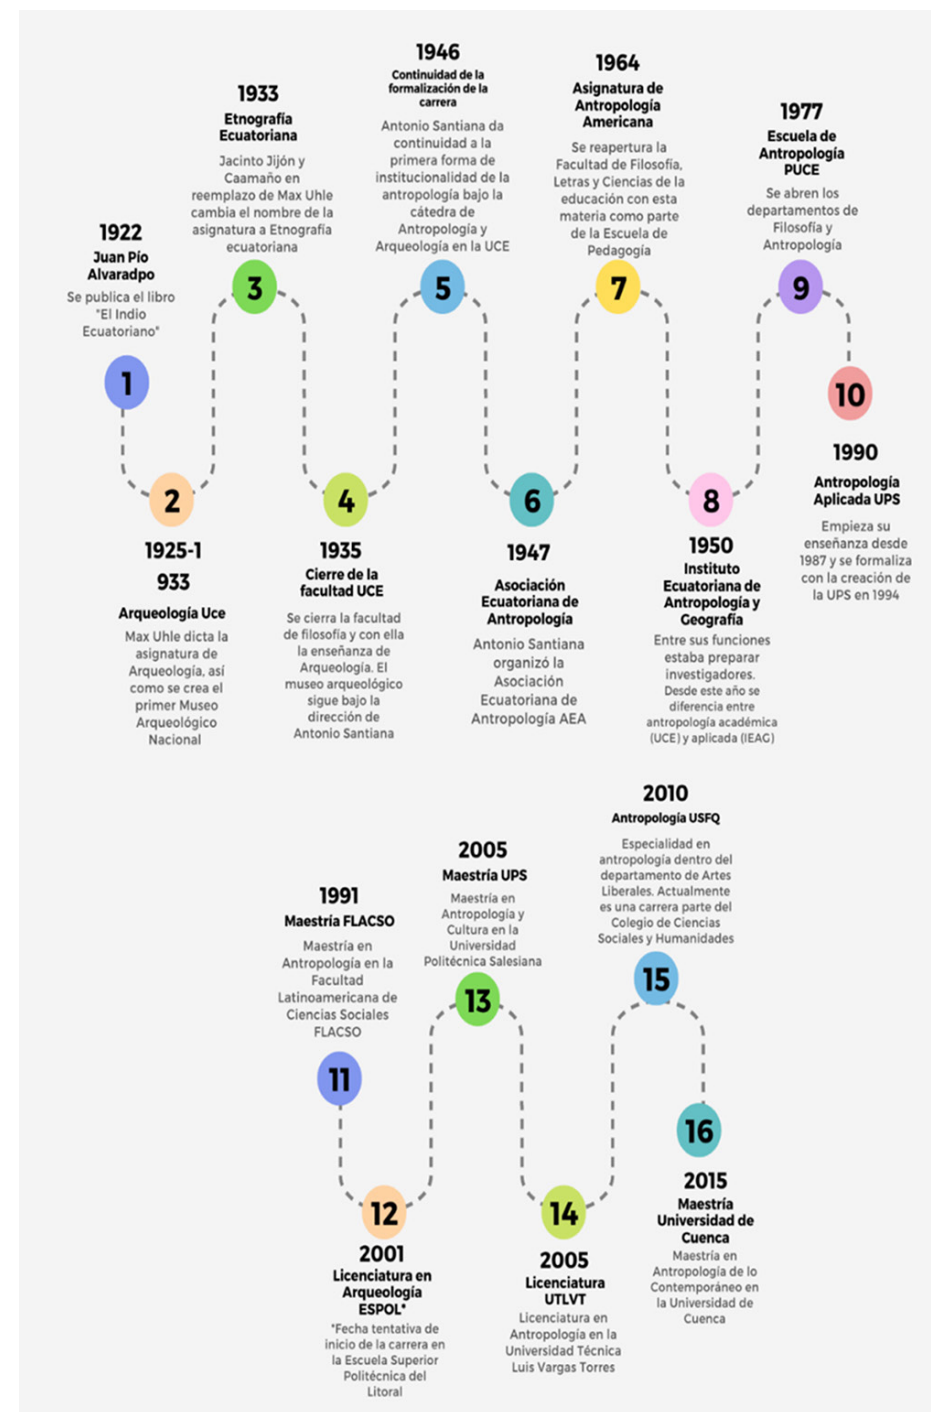 1922
Juan Pío
Alvaradpo
Se publica el libro
"El Indio
Ecuatoriano"
1
2
1925-1
933
Arqueología Uce
Max Uhle dicta la
asignatura de
Arqueología, así
como se crea el
primer Museo
Arqueológico
Nacional
1933
Etnografía
Ecuatoriana
Jacinto Jijón y
Caamaño en
reemplazo de Max Uhle
cambia el nombre de la
asignatura a Etnografía
ecuatoriana
3
4
1935
Cierre de la
facultad UCE
Se cierra la facultad
de filosofía y con ella
la enseñanza de
Arqueología. El
museo arqueológico
sigue bajo la
dirección de
Antonio Santiana
1946
Continuidad de la
formalización de la
carrera
Antonio Santiana da
continuidad a la
primera forma de
institucionalidad de la
antropología bajo la
cátedra de
Antropología y
Arqueología en la UCE
5
6
1947
Asociación
Ecuatoriana de
Antropología
Antonio Santiana
organizó la
Asociación
Ecuatoriana de
Antropología AEA
1964
Asignatura de
Antropología
Americana
Se reapertura la
Facultad de Filosofía,
Letras y Ciencias de la
educación con esta
materia como parte
de la Escuela de
Pedagogía
7
8
1950
Instituto
Ecuatoriana de
Antropología y
Geografía
Entre sus funciones
estaba preparar
investigadores.
Desde este año se
diferencia entre
antropología académica
(UCE) y aplicada (IEAG)
1977
Escuela de
Antropología
PUCE
Se abren los
departamentos de
Filosofía y
Antropología
9
10
1990
Antropología
Aplicada UPS
Empieza su
enseñanza desde
1987 y se formaliza
con la creación de
la UPS en 1994
1991
Maestría FLACSO
Maestría en
Antropología en la
Facultad
Latinoamericana de
Ciencias Sociales
FLACSO
11
12
2001
Licenciatura en
Arqueología
ESPOL*
*Fecha tentativa de
inicio de la carrera en
la Escuela Superior
Politécnica del
Litoral
2005
Maestría UPS
Maestría en
Antropología y
Cultura en la
Universidad
Politécnica Salesiana
13
14
2005
Licenciatura
UTLVT
Licenciatura en
Antropología en la
Universidad Técnica
Luis Vargas Torres
2010
Antropología USFQ
Especialidad en
antropología dentro del
departamento de Artes
Liberales. Actualmente
es una carrera parte del
Colegio de Ciencias
Sociales y Humanidades
15
16
2015
Maestría
Universidad de
Cuenca
Maestría en
Antropología de lo
Contemporáneo en
la Universidad de
Cuenca